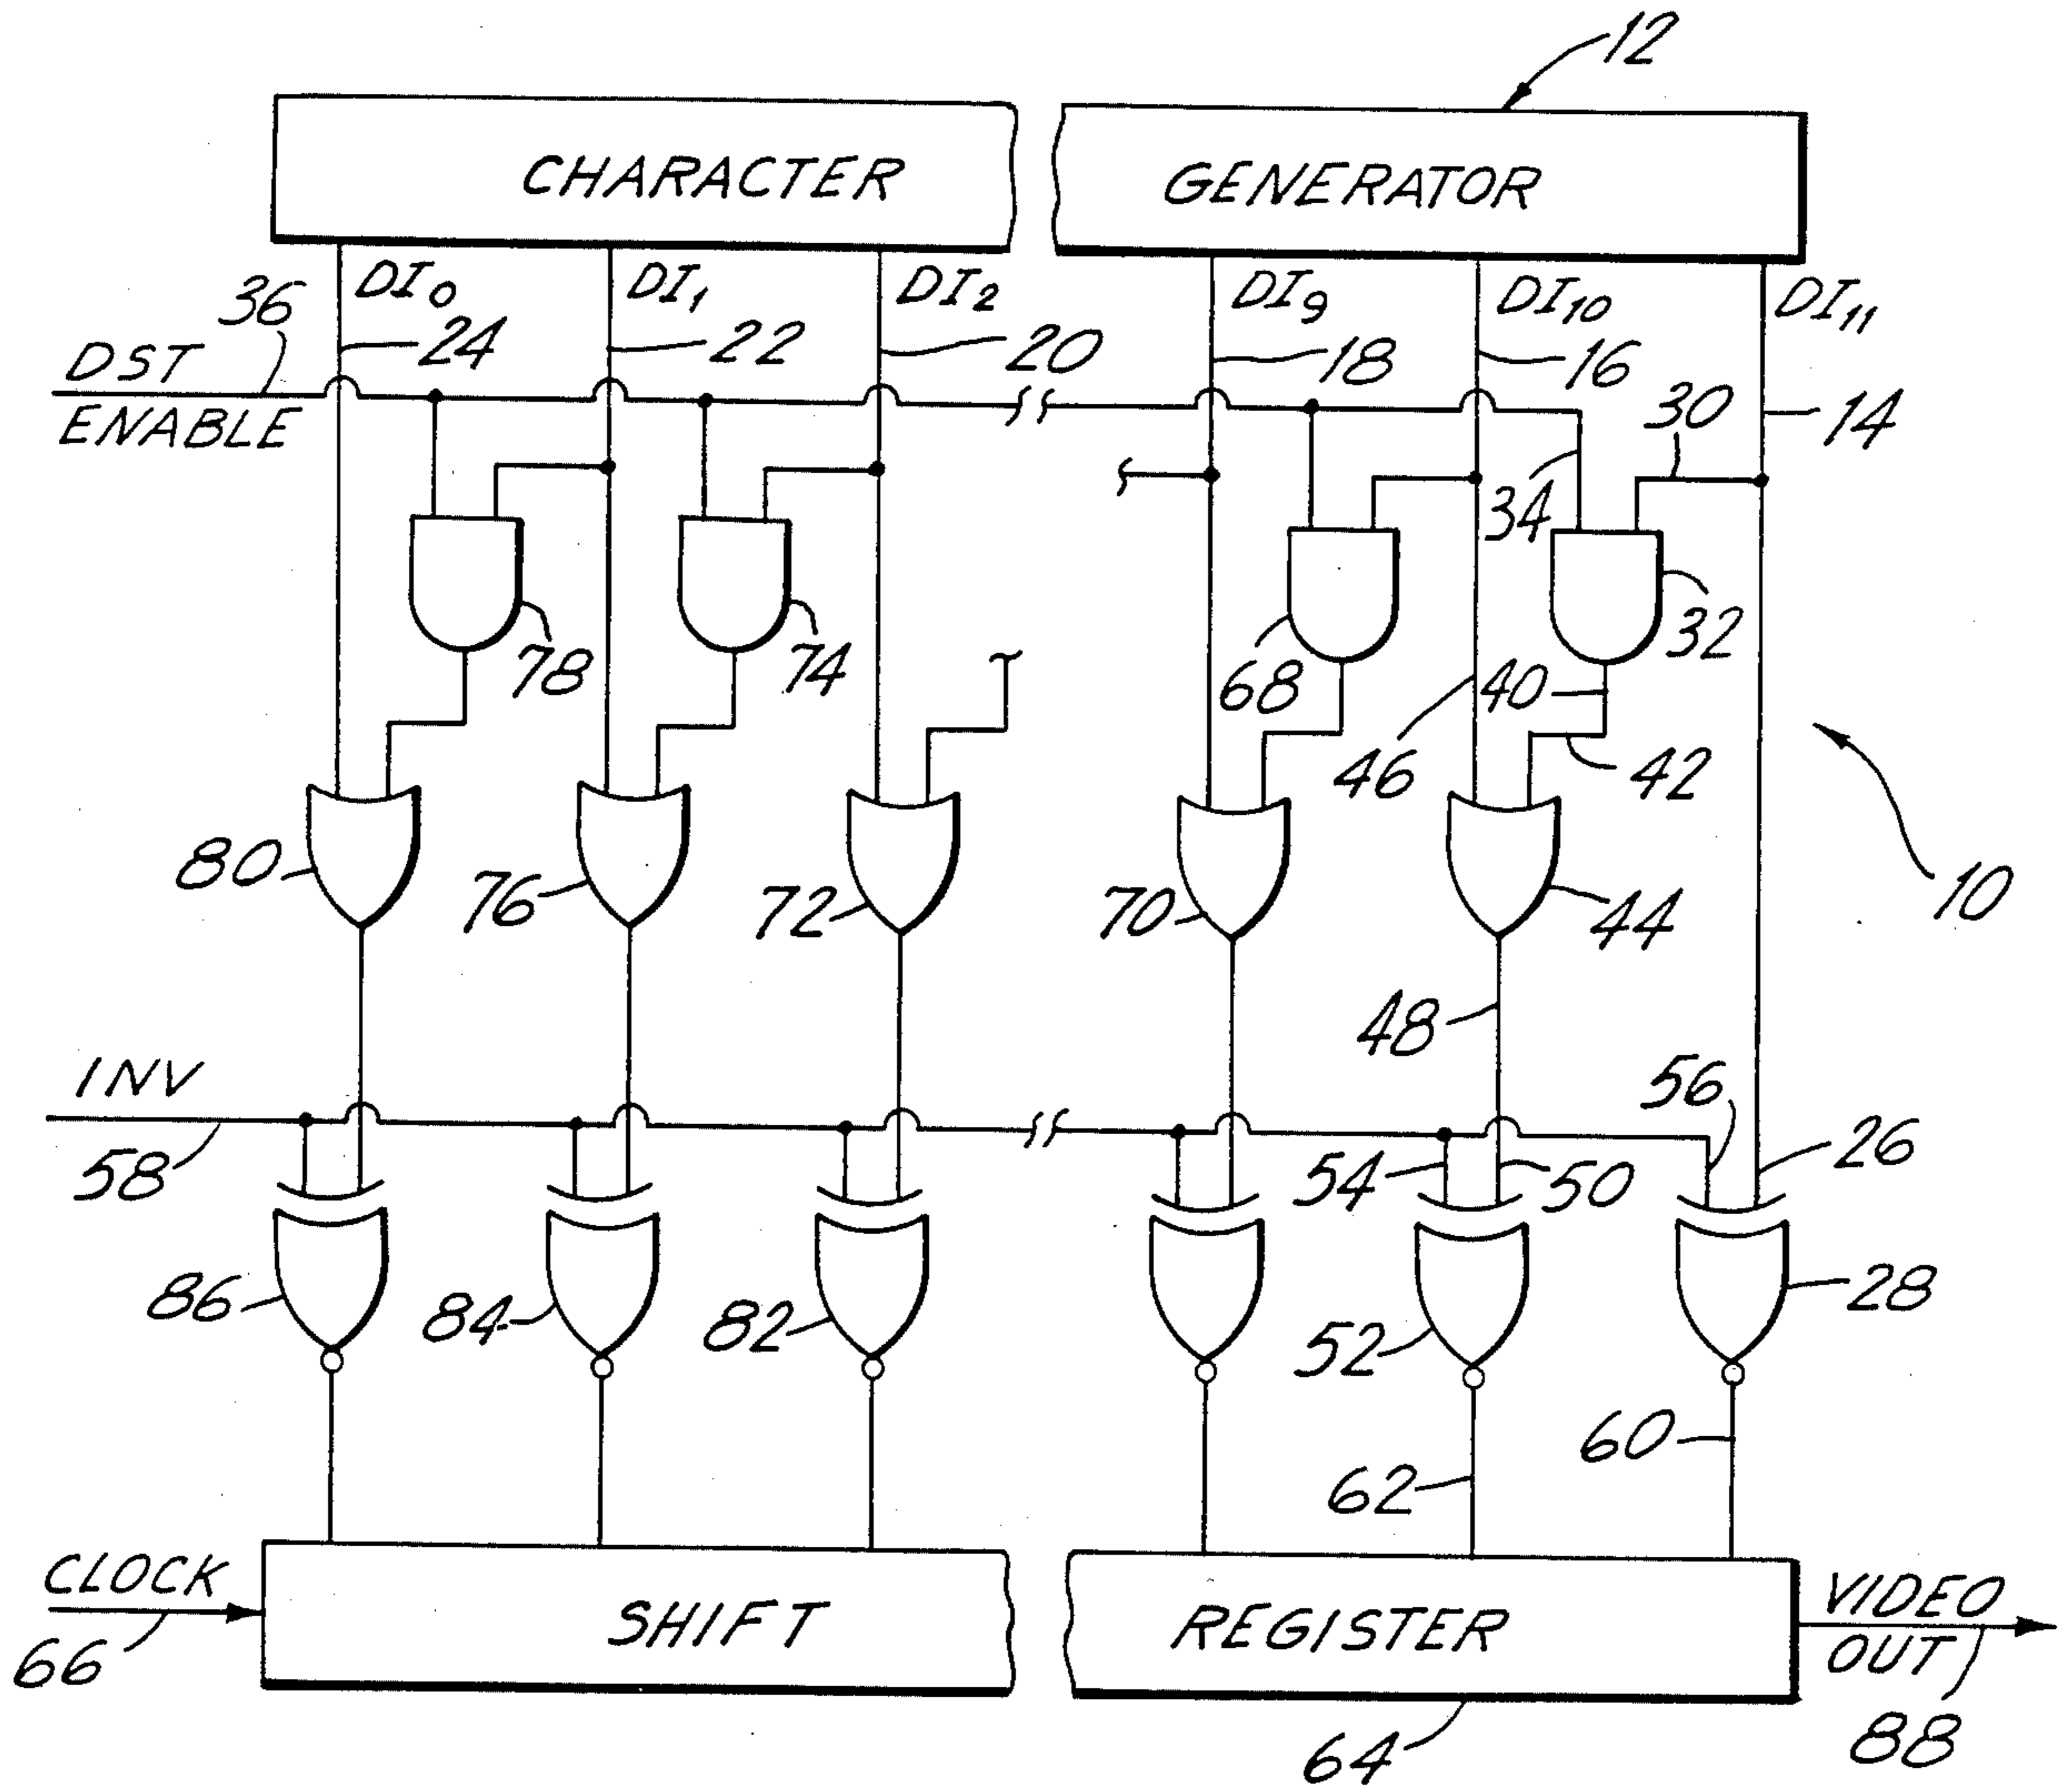 12
CHARACTER GENERATOR
DI0 DI1 DI2 DI9 DI10 DI11
36 24 22 20 18 16 14
DST
ENABLE
30
34
78 74 68 32
40
46 42
80 76 72 70 44 10
48
INV
56
58 54 50 26
86 84 82 52 28
60
62
CLOCK
66
SHIFT REGISTER
VIDEO
OUT
64 88